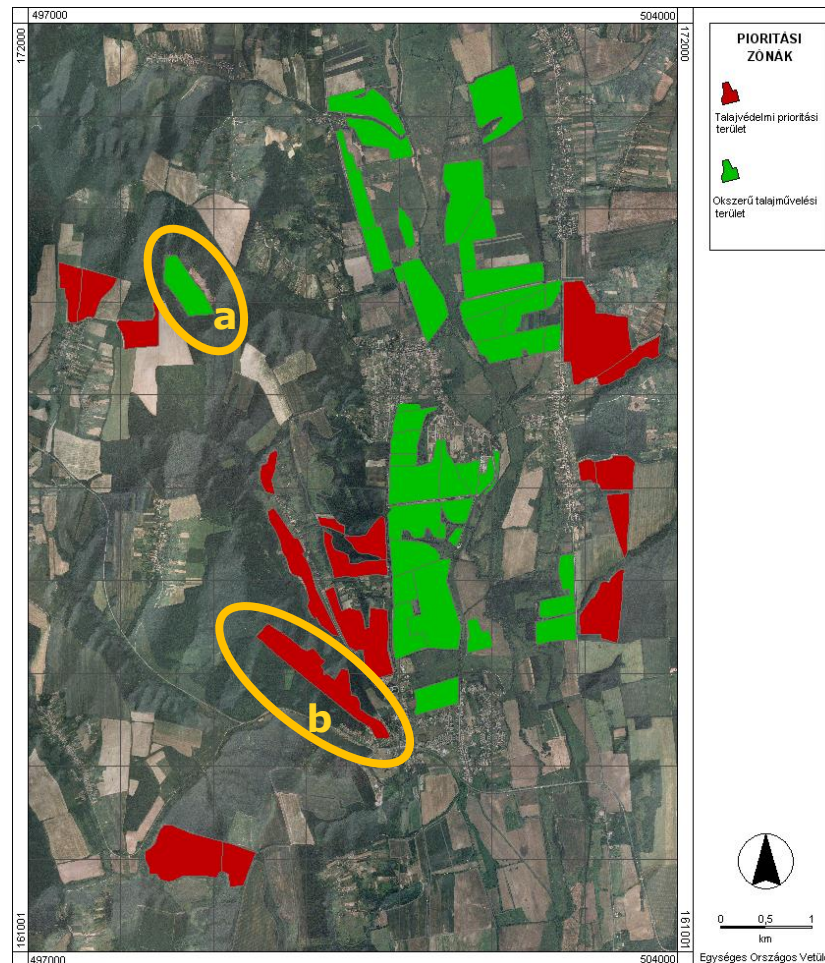 497000
504000
172000
172000
PIORITÁSI
ZÓNÁK
Talajvédelmi prioritási
terület
Okszerű talajművelési
terület
a
b
0 0,5 1
km
161001
161001
497000
504000
Egységes Országos Vetül